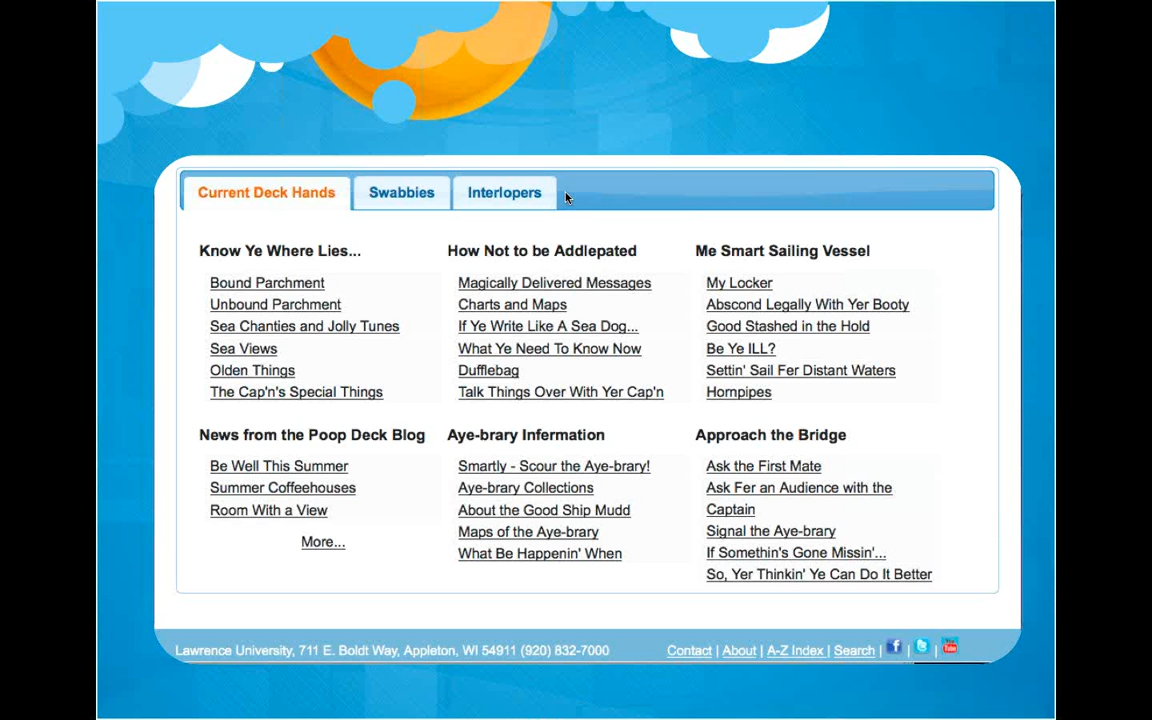 Current Deck Hands
Swabbies
Interlopers
Know Ye Where Lies...
Bound Parchment
Unbound Parchment
Sea Chanties and Jolly Tunes
Sea Views
Olden Things
The Cap'n's Special Things
How Not to be Addlepated
Magically Delivered Messages
Charts and Maps
If Ye Write Like A Sea Dog...
What Ye Need To Know Now
Dufflebag
Talk Things Over With Yer Cap'n
Me Smart Sailing Vessel
My Locker
Abscond Legally With Yer Booty
Good Stashed in the Hold
Be Ye ILL?
Settin' Sail Fer Distant Waters
Hornpipes
News from the Poop Deck Blog
Be Well This Summer
Summer Coffeehouses
Room With a View
More...
Aye-brary Infermation
Smartly - Scour the Aye-brary!
Aye-brary Collections
About the Good Ship Mudd
Maps of the Aye-brary
What Be Happenin' When
Approach the Bridge
Ask the First Mate
Ask Fer an Audience with the
Captain
Signal the Aye-brary
If Somethin's Gone Missin'...
So, Yer Thinkin' Ye Can Do It Better
Lawrence University, 711 E. Boldt Way, Appleton, WI 54911 (920) 832-7000
Contact | About | A-Z Index | Search | f | t | You Tube